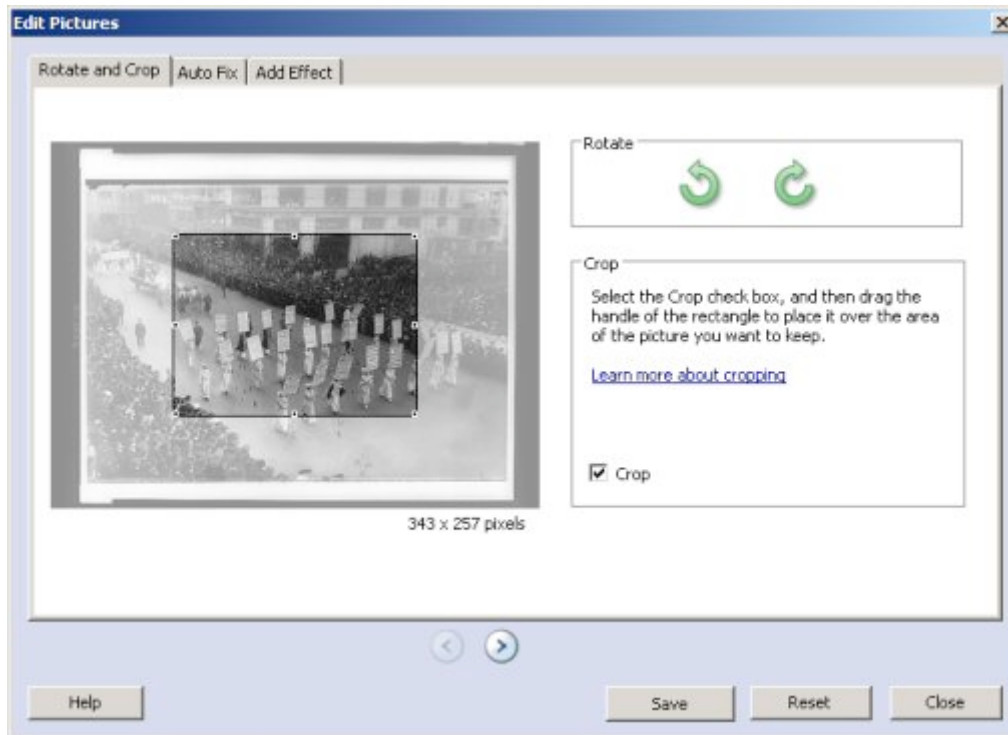 Edit Pictures
Rotate and Crop
Auto Fix
Add Effect
Rotate
Crop
Select the Crop check box, and then drag the
handle of the rectangle to place it over the area
of the picture you want to keep.
Learn more about cropping
Crop
343 x 257 pixels
Help
Save
Reset
Close